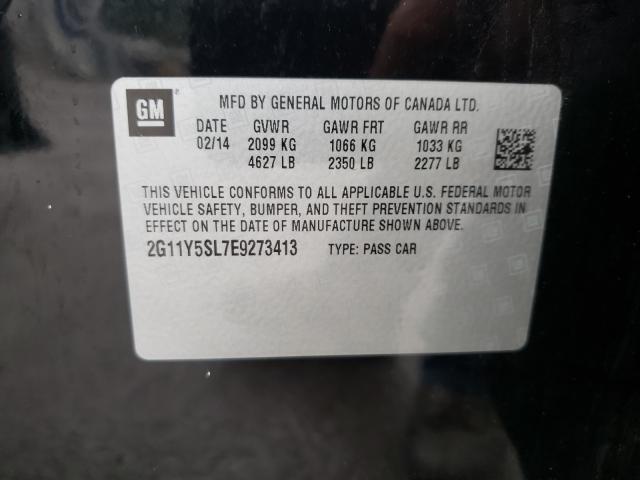 GM
MFD BY GENERAL MOTORS OF CANADA LTD.
DATE GVWR GAWR FRT GAWR RR
02/14 2099 KG 1066 KG 1033 KG
4627 LB 2350 LB 2277 LB
THIS VEHICLE CONFORMS TO ALL APPLICABLE U.S. FEDERAL MOTOR
VEHICLE SAFETY, BUMPER, AND THEFT PREVENTION STANDARDS IN
EFFECT ON THE DATE OF MANUFACTURE SHOWN ABOVE.
2G11Y5SL7E9273413 TYPE: PASS CAR